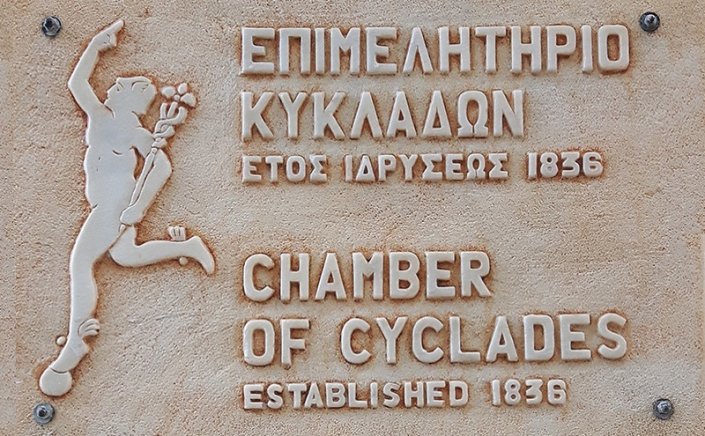 ΕΠΙΜΕΛΗΤΗΡΙΟ
ΚΥΚΛΑΔΩΝ
ΕΤΟΣ ΙΔΡΥΣΕΩΣ 1836
CHAMBER
OF CYCLADES
ESTABLISHED 1836